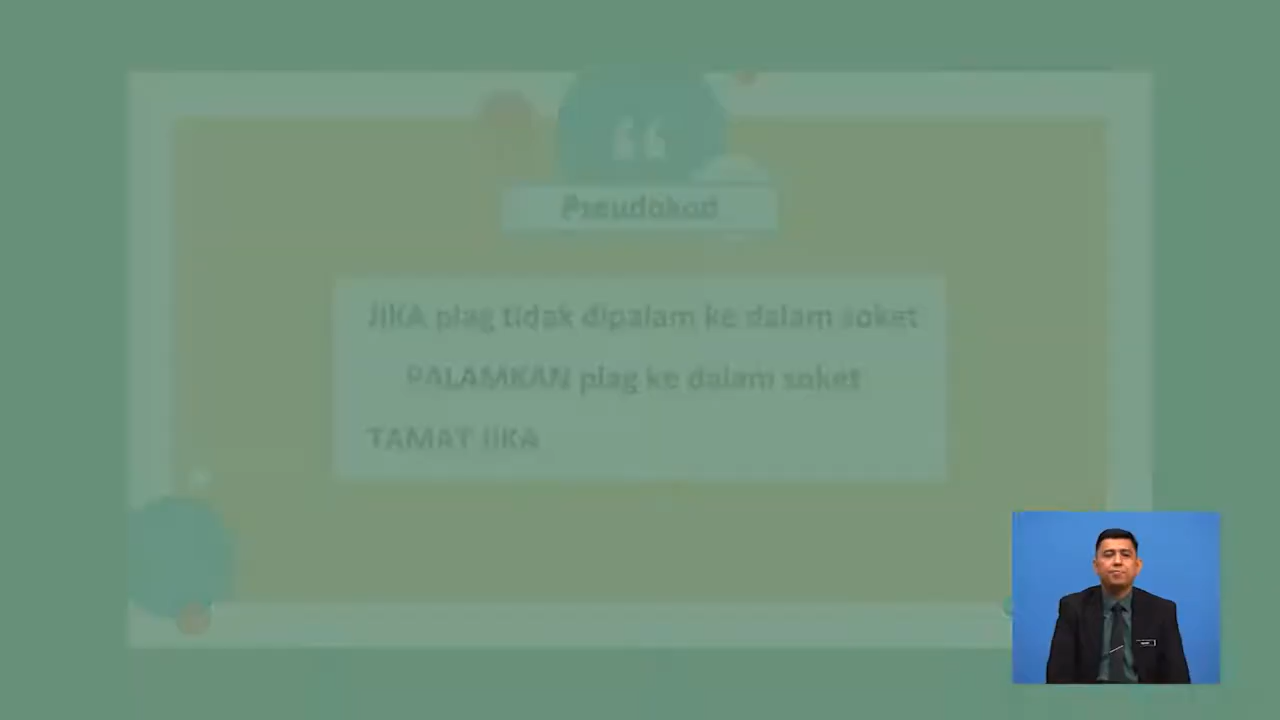 “
Pseudokod
JIKA plag tidak dipalam ke dalam soket
PALAMKAN plag ke dalam soket
TAMAT JIKA